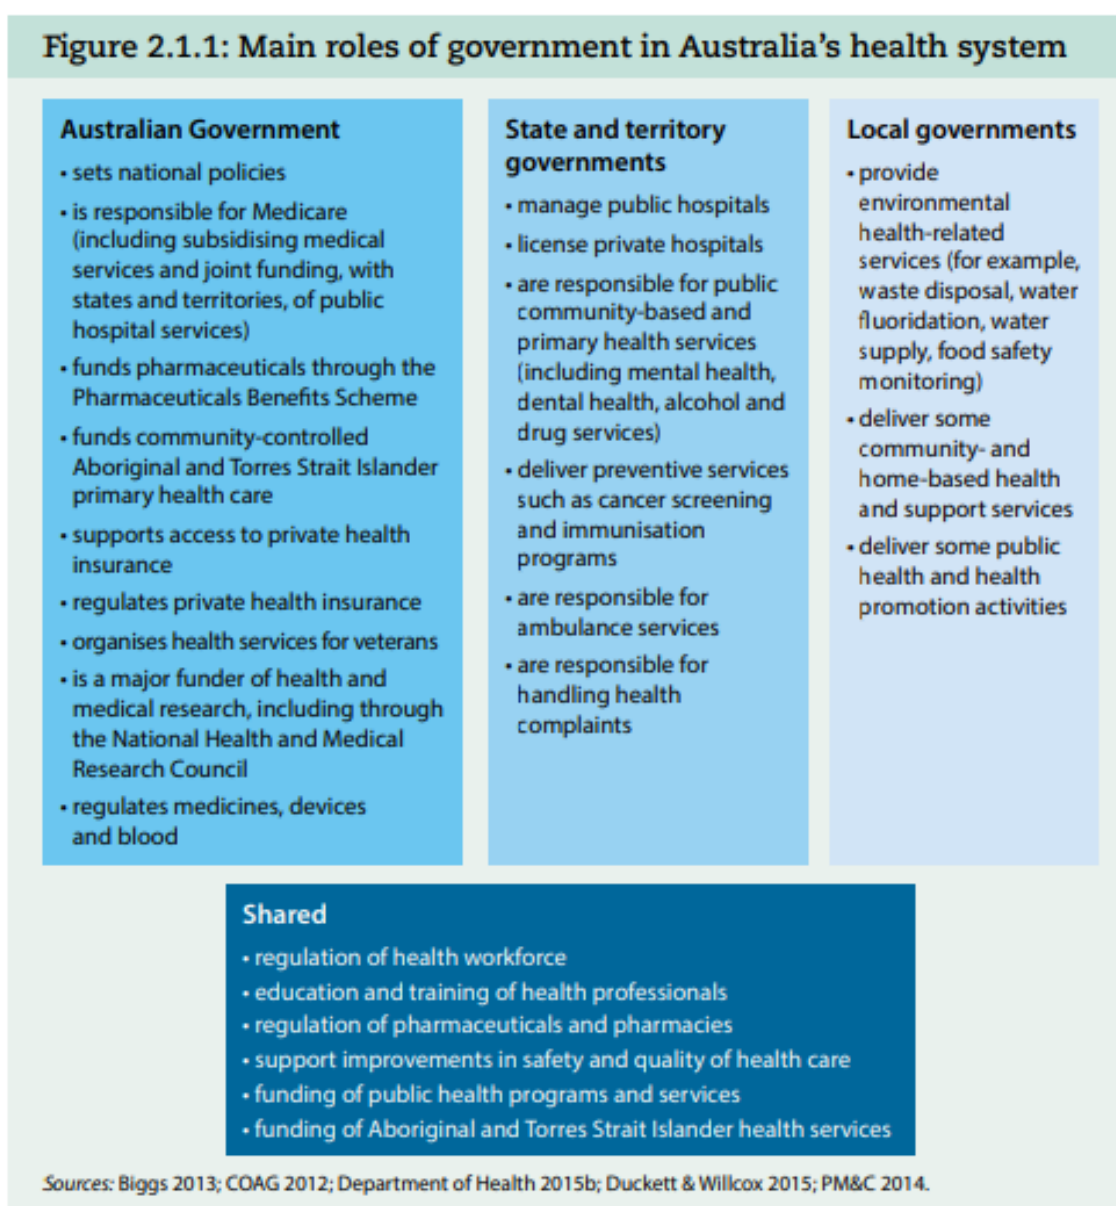 Figure 2.1.1: Main roles of government in Australia's health system
Australian Government
• sets national policies
• is responsible for Medicare
(including subsidising medical
services and joint funding, with
states and territories, of public
hospital services)
• funds pharmaceuticals through the
Pharmaceuticals Benefits Scheme
• funds community-controlled
Aboriginal and Torres Strait Islander
primary health care
• supports access to private health
insurance
• regulates private health insurance
• organises health services for veterans
• is a major funder of health and
medical research, including through
the National Health and Medical
Research Council
• regulates medicines, devices
and blood
State and territory
governments
• manage public hospitals
• license private hospitals
• are responsible for public
community-based and
primary health services
(including mental health,
dental health, alcohol and
drug services)
• deliver preventive services
such as cancer screening
and immunisation
programs
• are responsible for
ambulance services
• are responsible for
handling health
complaints
Local governments
• provide
environmental
health-related
services (for example,
waste disposal, water
fluoridation, water
supply, food safety
monitoring)
• deliver some
community- and
home-based health
and support services
• deliver some public
health and health
promotion activities
Shared
• regulation of health workforce
• education and training of health professionals
• regulation of pharmaceuticals and pharmacies
• support improvements in safety and quality of health care
• funding of public health programs and services
• funding of Aboriginal and Torres Strait Islander health services
Sources: Biggs 2013; COAG 2012; Department of Health 2015b; Duckett & Willcox 2015; PM&C 2014.